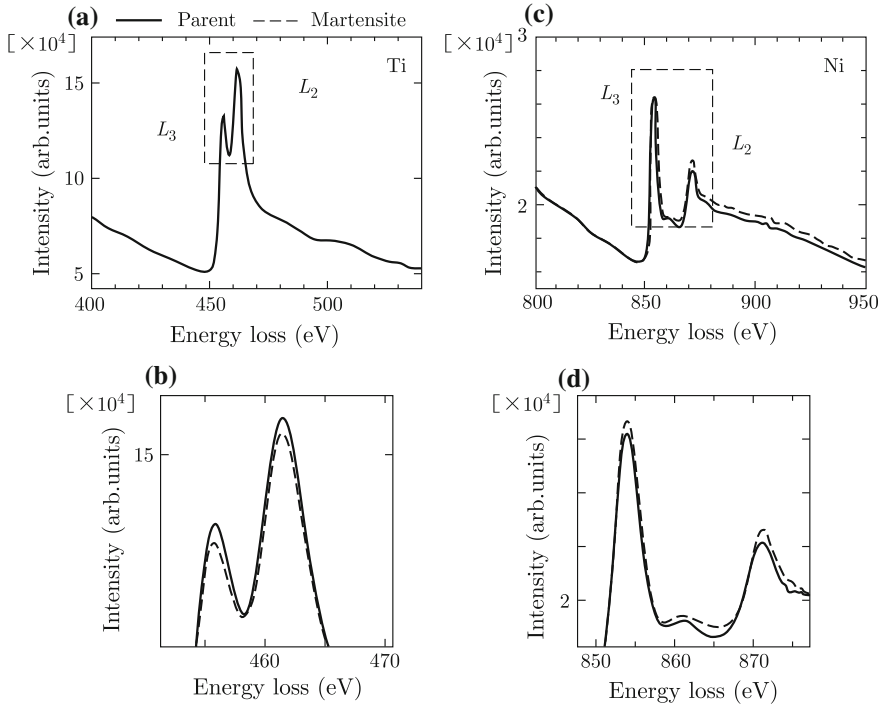 (a) Parent Martensite
[×10⁴]
Ti
15
10
5
L₃
L₂
Intensity (arb.units)
400 450 500
Energy loss (eV)
(c)
[×10⁴]
Ni
3
2
L₃
L₂
Intensity (arb.units)
800 850 900 950
Energy loss (eV)
(b)
[×10⁴]
15
Intensity (arb.units)
460 470
Energy loss (eV)
(d)
[×10⁴]
2
Intensity (arb.units)
850 860 870
Energy loss (eV)